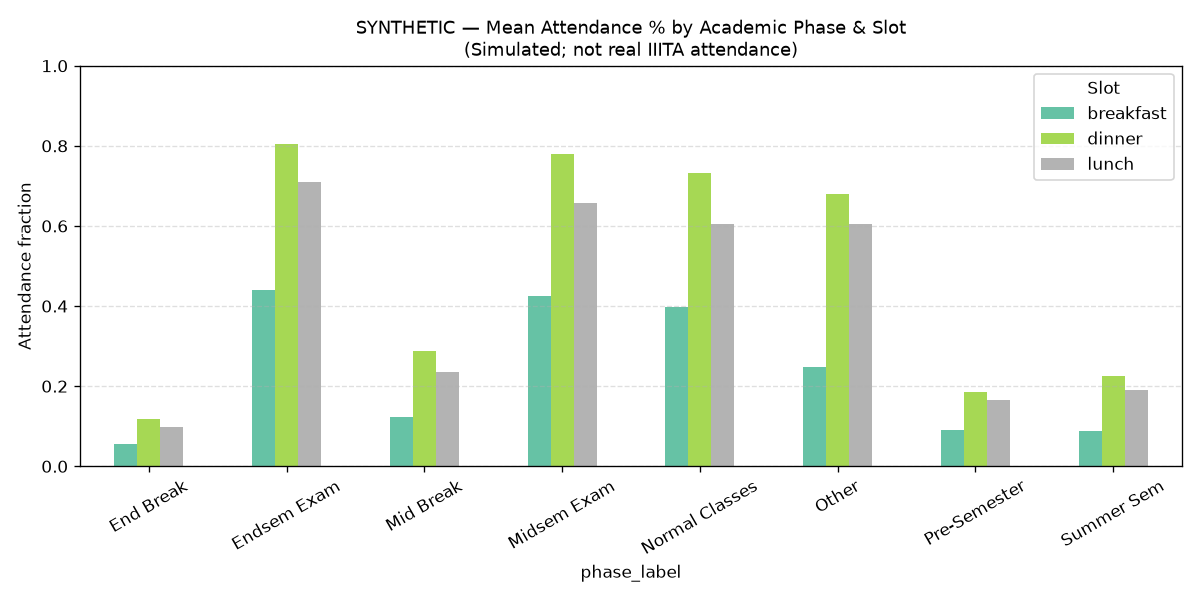 SYNTHETIC — Mean Attendance % by Academic Phase & Slot
(Simulated; not real IIITA attendance)
Attendance fraction
1.0
0.8
0.6
0.4
0.2
0.0
Slot
breakfast
dinner
lunch
End Break
Endsem Exam
Mid Break
Midsem Exam
Normal Classes
Other
Pre-Semester
Summer Sem
phase_label